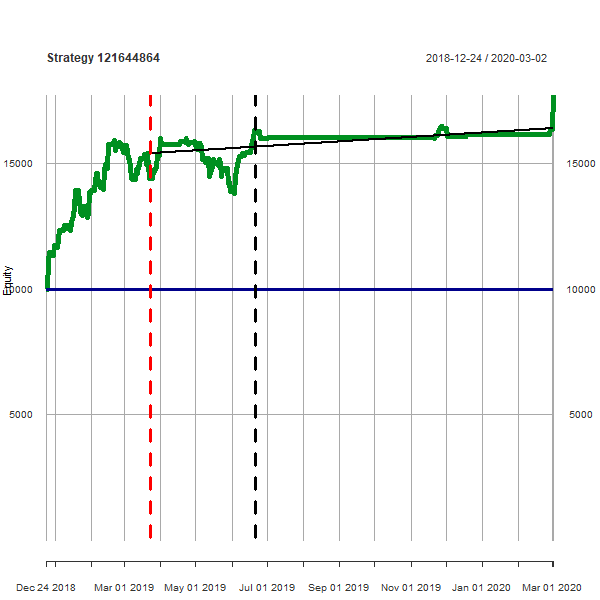 Strategy 121644864
2018-12-24 / 2020-03-02
15000
15000
Equity
10000
10000
5000
5000
Dec 24 2018
Mar 01 2019
May 01 2019
Jul 01 2019
Sep 01 2019
Nov 01 2019
Jan 01 2020
Mar 01 2020